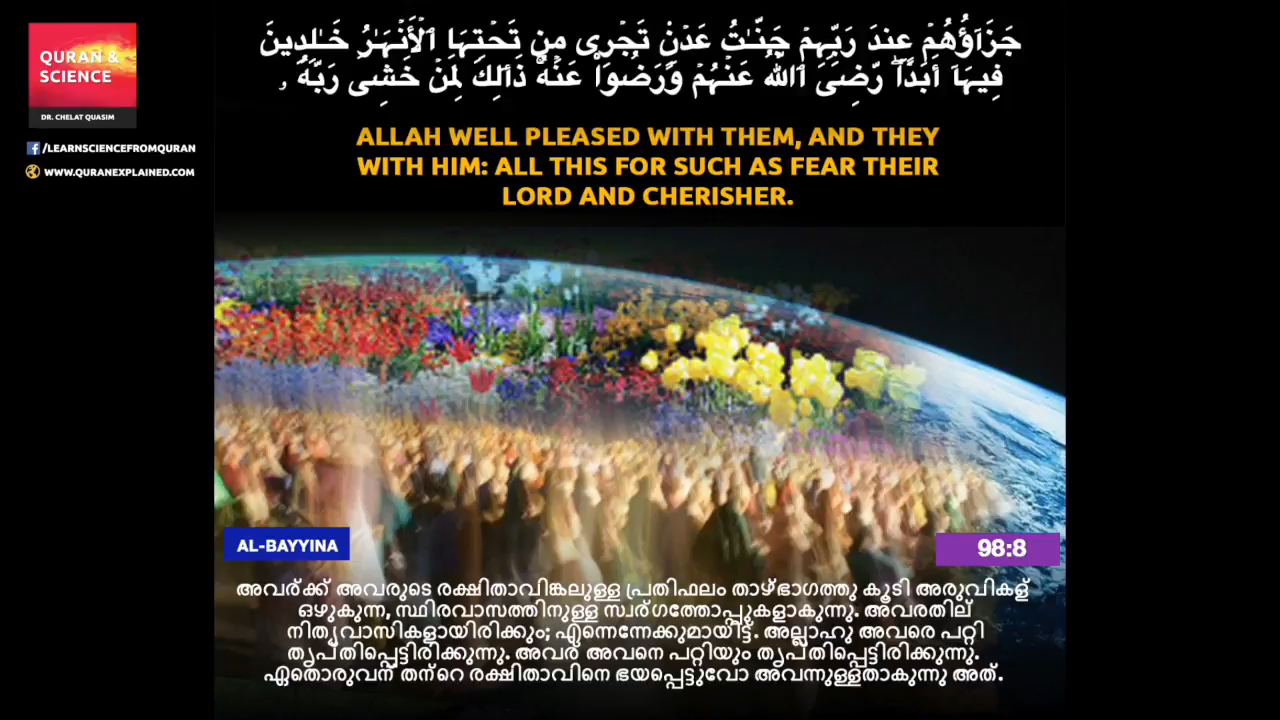 QURAN &
SCIENCE
DR. CHELAT QUASIM
/LEARNSCIENCEFROMQURAN
WWW.QURANEXPLAINED.COM
جَزَآؤُهُمْ عِندَ رَبِّهِمْ جَنَّـٰتُ عَدْنٍ تَجْرِى مِن تَحْتِهَا ٱلْأَنْهَـٰرُ خَـٰلِدِينَ
فِيهَآ أَبَدًا ۖ رَّضِىَ ٱللَّهُ عَنْهُمْ وَرَضُوا۟ عَنْهُ ۚ ذَٰلِكَ لِمَنْ خَشِىَ رَبَّهُۥ
ALLAH WELL PLEASED WITH THEM, AND THEY
WITH HIM: ALL THIS FOR SUCH AS FEAR THEIR
LORD AND CHERISHER.
AL-BAYYINA
98:8
അവര്ക്ക് അവരുടെ രക്ഷിതാവിങ്കലുള്ള പ്രതിഫലം താഴ്ഭാഗത്തു കൂടി അരുവികള്
ഒഴുകുന്ന, സ്ഥിരവാസത്തിനുള്ള സ്വര്ഗത്തോപ്പുകളാകുന്നു. അവരതില്
നിത്യവാസികളായിരിക്കും; എന്നെന്നേക്കുമായിട്ട്. അല്ലാഹു അവരെ പറ്റി
തൃപ്തിപ്പെട്ടിരിക്കുന്നു. അവര് അവനെ പറ്റിയും തൃപ്തിപ്പെട്ടിരിക്കുന്നു.
ഏതൊരുവന് തന്റെ രക്ഷിതാവിനെ ഭയപ്പെട്ടുവോ അവന്നുള്ളതാകുന്നു അത്.